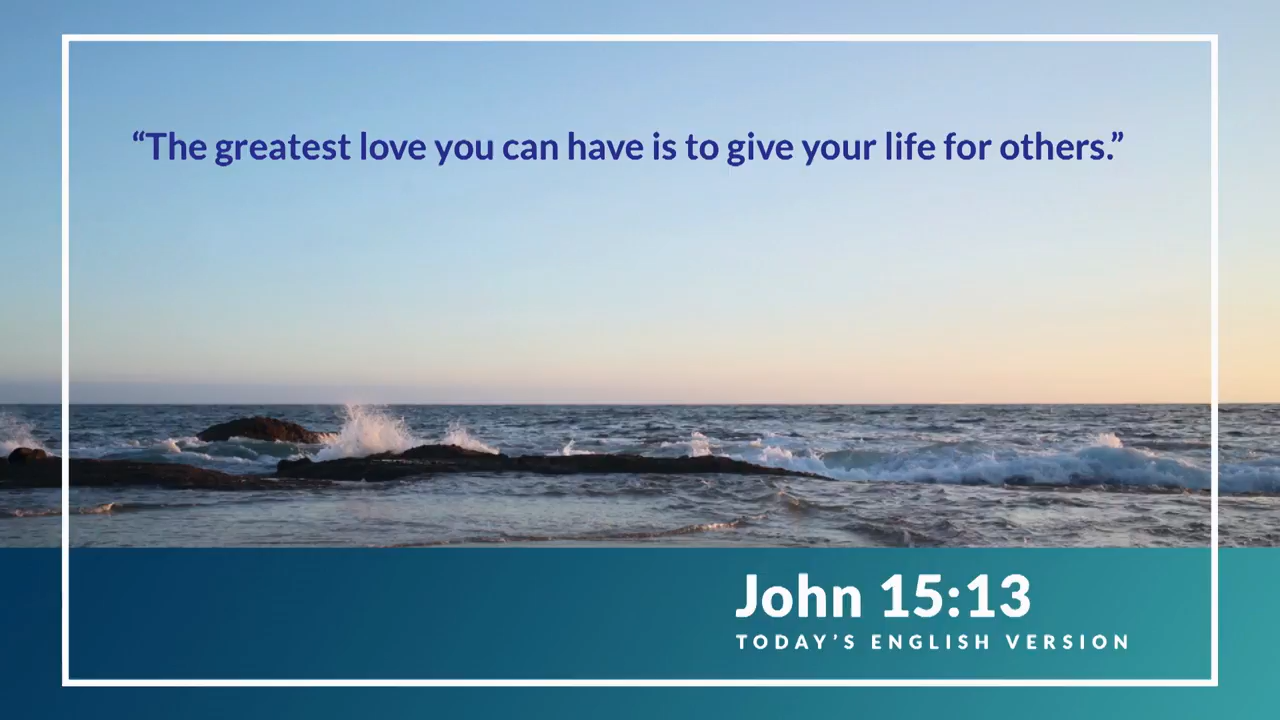 “The greatest love you can have is to give your life for others.”
John 15:13
TODAY’S ENGLISH VERSION